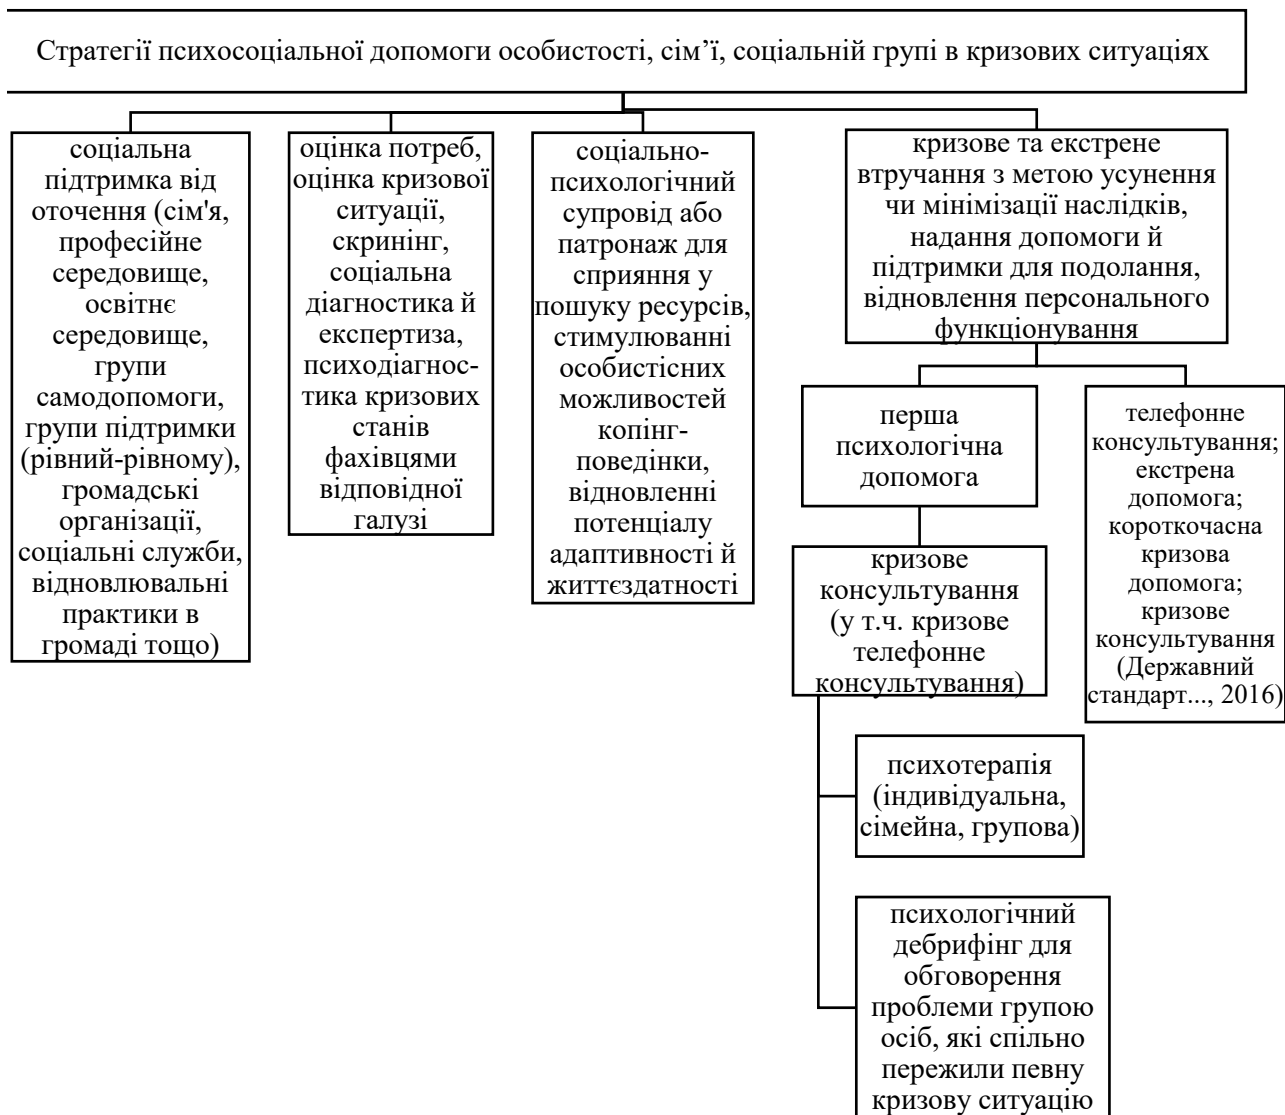 Стратегії психосоціальної допомоги особистості, сім’ї, соціальній групі в кризових ситуаціях
соціальна
підтримка від
оточення (сім'я,
професійне
середовище,
освітнє
середовище,
групи
самодопомоги,
групи підтримки
(рівний-рівному),
громадські
організації,
соціальні служби,
відновлювальні
практики в
громаді тощо)
оцінка потреб,
оцінка кризової
ситуації,
скринінг,
соціальна
діагностика й
експертиза,
психодіагнос-
тика кризових
станів
фахівцями
відповідної
галузі
соціально-
психологічний
супровід або
патронаж для
сприяння у
пошуку ресурсів,
стимулюванні
особистісних
можливостей
копінг-
поведінки,
відновленні
потенціалу
адаптивності й
життєздатності
кризове та екстрене
втручання з метою усунення
чи мінімізації наслідків,
надання допомоги й
підтримки для подолання,
відновлення персонального
функціонування
перша
психологічна
допомога
кризове
консультування
(у т.ч. кризове
телефонне
консультування)
психотерапія
(індивідуальна,
сімейна, групова)
психологічний
дебрифінг для
обговорення
проблеми групою
осіб, які спільно
пережили певну
кризову ситуацію
телефонне
консультування;
екстрена
допомога;
короткочасна
кризова
допомога;
кризове
консультування
(Державний
стандарт..., 2016)